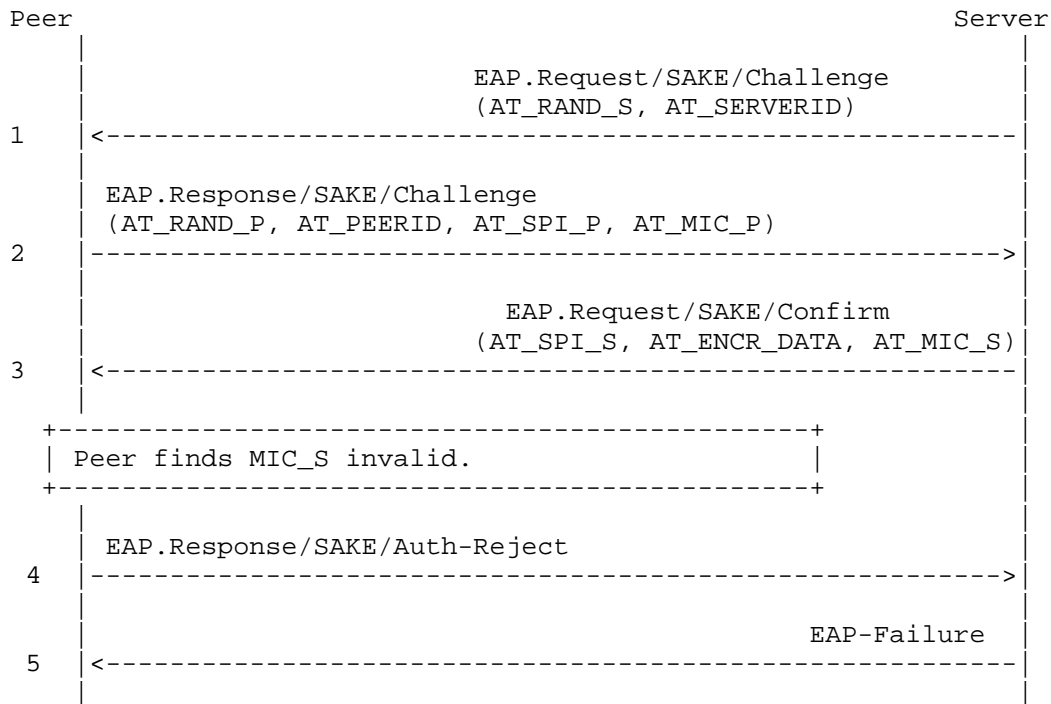 Peer Server
EAP.Request/SAKE/Challenge
(AT_RAND_S, AT_SERVERID)
1
EAP.Response/SAKE/Challenge
(AT_RAND_P, AT_PEERID, AT_SPI_P, AT_MIC_P)
2
EAP.Request/SAKE/Confirm
(AT_SPI_S, AT_ENCR_DATA, AT_MIC_S)
3
Peer finds MIC_S invalid.
EAP.Response/SAKE/Auth-Reject
4
EAP-Failure
5